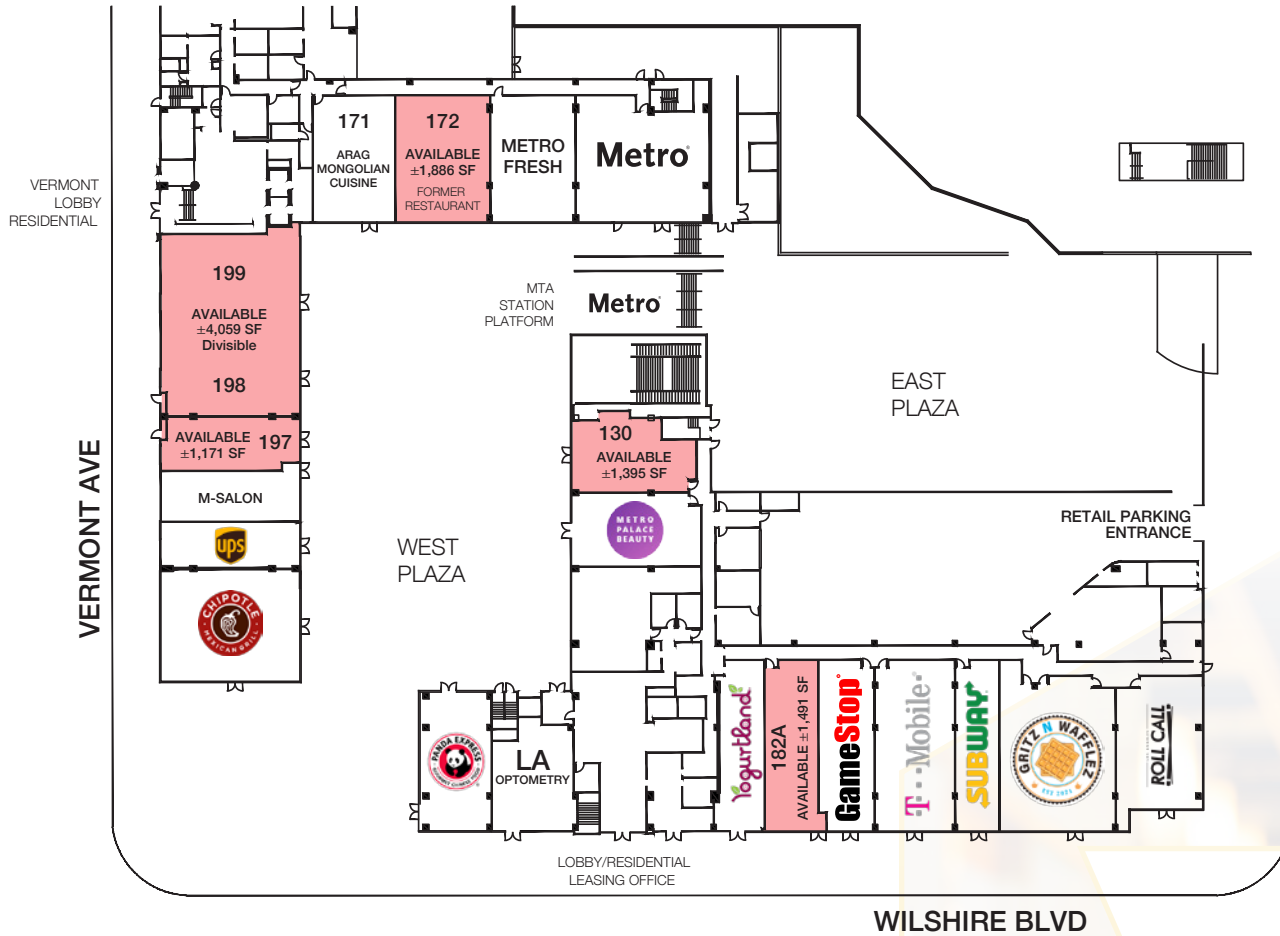 171
ARAG
MONGOLIAN
CUISINE
172
AVAILABLE
±1,886 SF
FORMER
RESTAURANT
METRO
FRESH
Metro
VERMONT
LOBBY
RESIDENTIAL
199
AVAILABLE
±4,059 SF
Divisible
198
AVAILABLE
±1,171 SF
197
M-SALON
ups
CHIPOTLE
MEXICAN GRILL
VERMONT AVE
MTA
STATION
PLATFORM
Metro
WEST
PLAZA
EAST
PLAZA
130
AVAILABLE
±1,395 SF
METRO
PALACE
BEAUTY
RETAIL PARKING
ENTRANCE
PANDA EXPRESS
LA
OPTOMETRY
Yogurtland
182A
AVAILABLE ±1,491 SF
GameStop
T··Mobile·
SUBWAY
GRITZ N WAFFLEZ
EST 2021
ROLL CALL
LOBBY/RESIDENTIAL
LEASING OFFICE
WILSHIRE BLVD